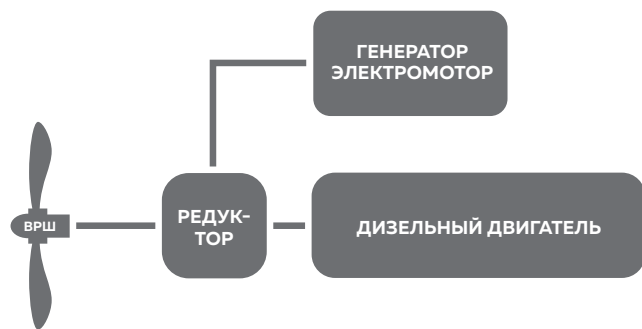 ГЕНЕРАТОР
ЭЛЕКТРОМОТОР
ВРШ
РЕДУК-
ТОР
ДИЗЕЛЬНЫЙ ДВИГАТЕЛЬ